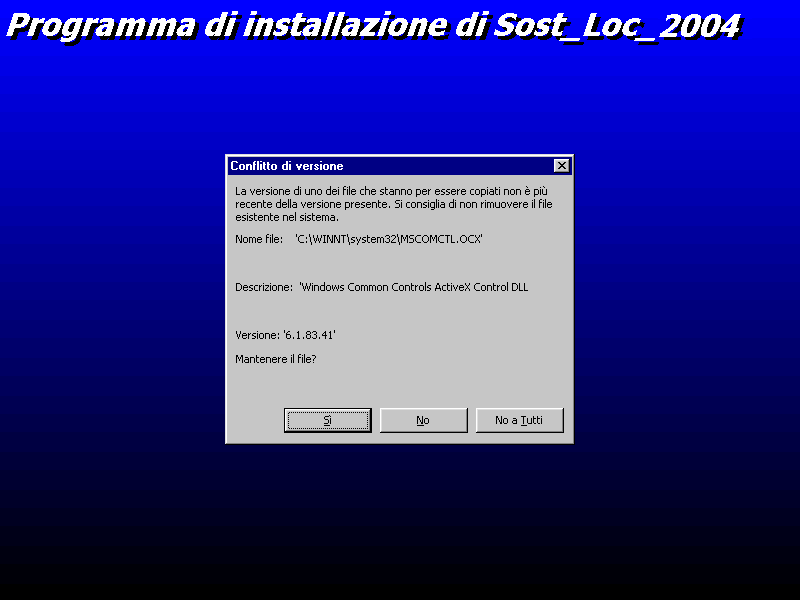 Programma di installazione di Sost_Loc_2004
Conflitto di versione
La versione di uno dei file che stanno per essere copiati non è più
recente della versione presente. Si consiglia di non rimuovere il file
esistente nel sistema.
Nome file: 'C:\WINNT\system32\MSCOMCTL.OCX'
Descrizione: 'Windows Common Controls ActiveX Control DLL
Versione: '6.1.83.41'
Mantenere il file?
Sì No No a Tutti